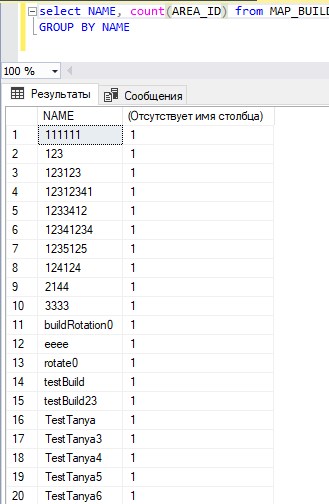 select NAME, count(AREA_ID) from MAP_BUILD
GROUP BY NAME
100 %
Результаты Сообщения
NAME (Отсутствует имя столбца)
1 111111 1
2 123 1
3 123123 1
4 12312341 1
5 1233412 1
6 12341234 1
7 1235125 1
8 124124 1
9 2144 1
10 3333 1
11 buildRotation0 1
12 eeee 1
13 rotate0 1
14 testBuild 1
15 testBuild23 1
16 TestTanya 1
17 TestTanya3 1
18 TestTanya4 1
19 TestTanya5 1
20 TestTanya6 1